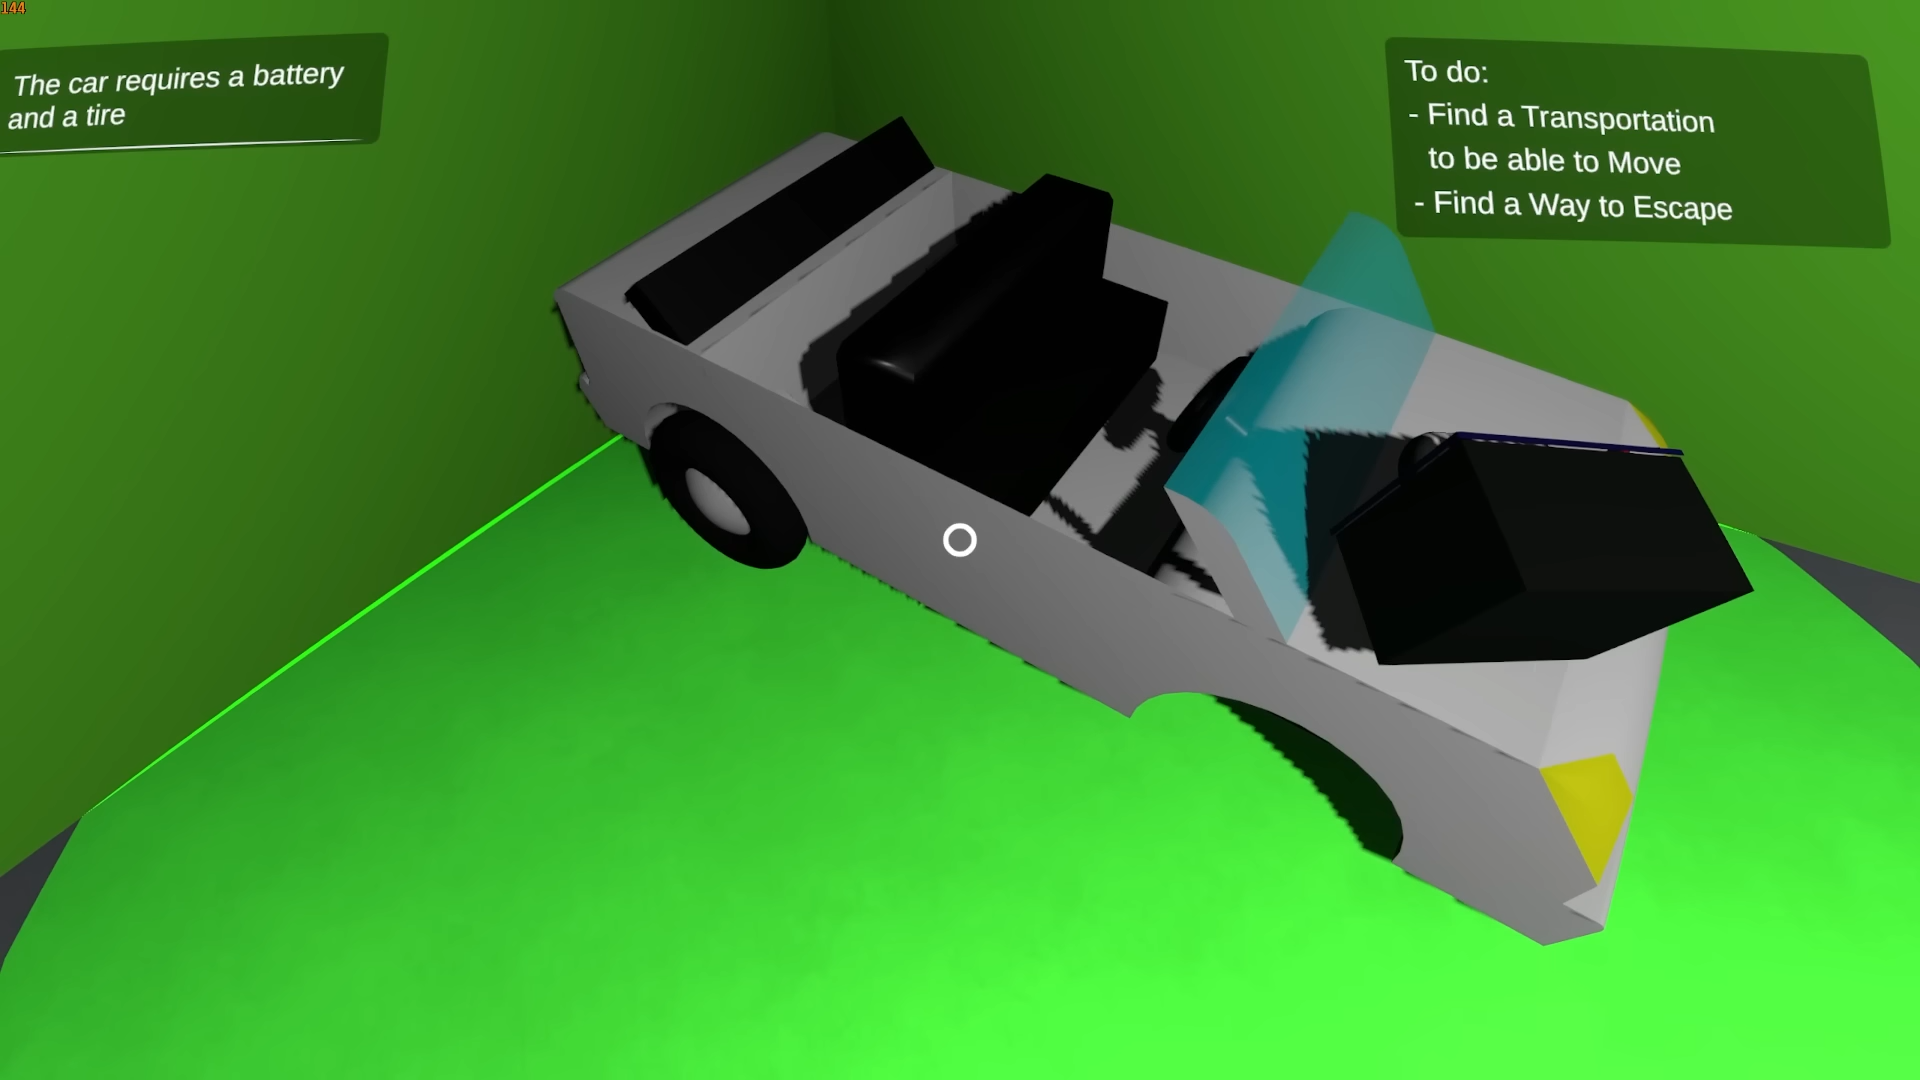 144
The car requires a battery
and a tire
To do:
- Find a Transportation
to be able to Move
- Find a Way to Escape